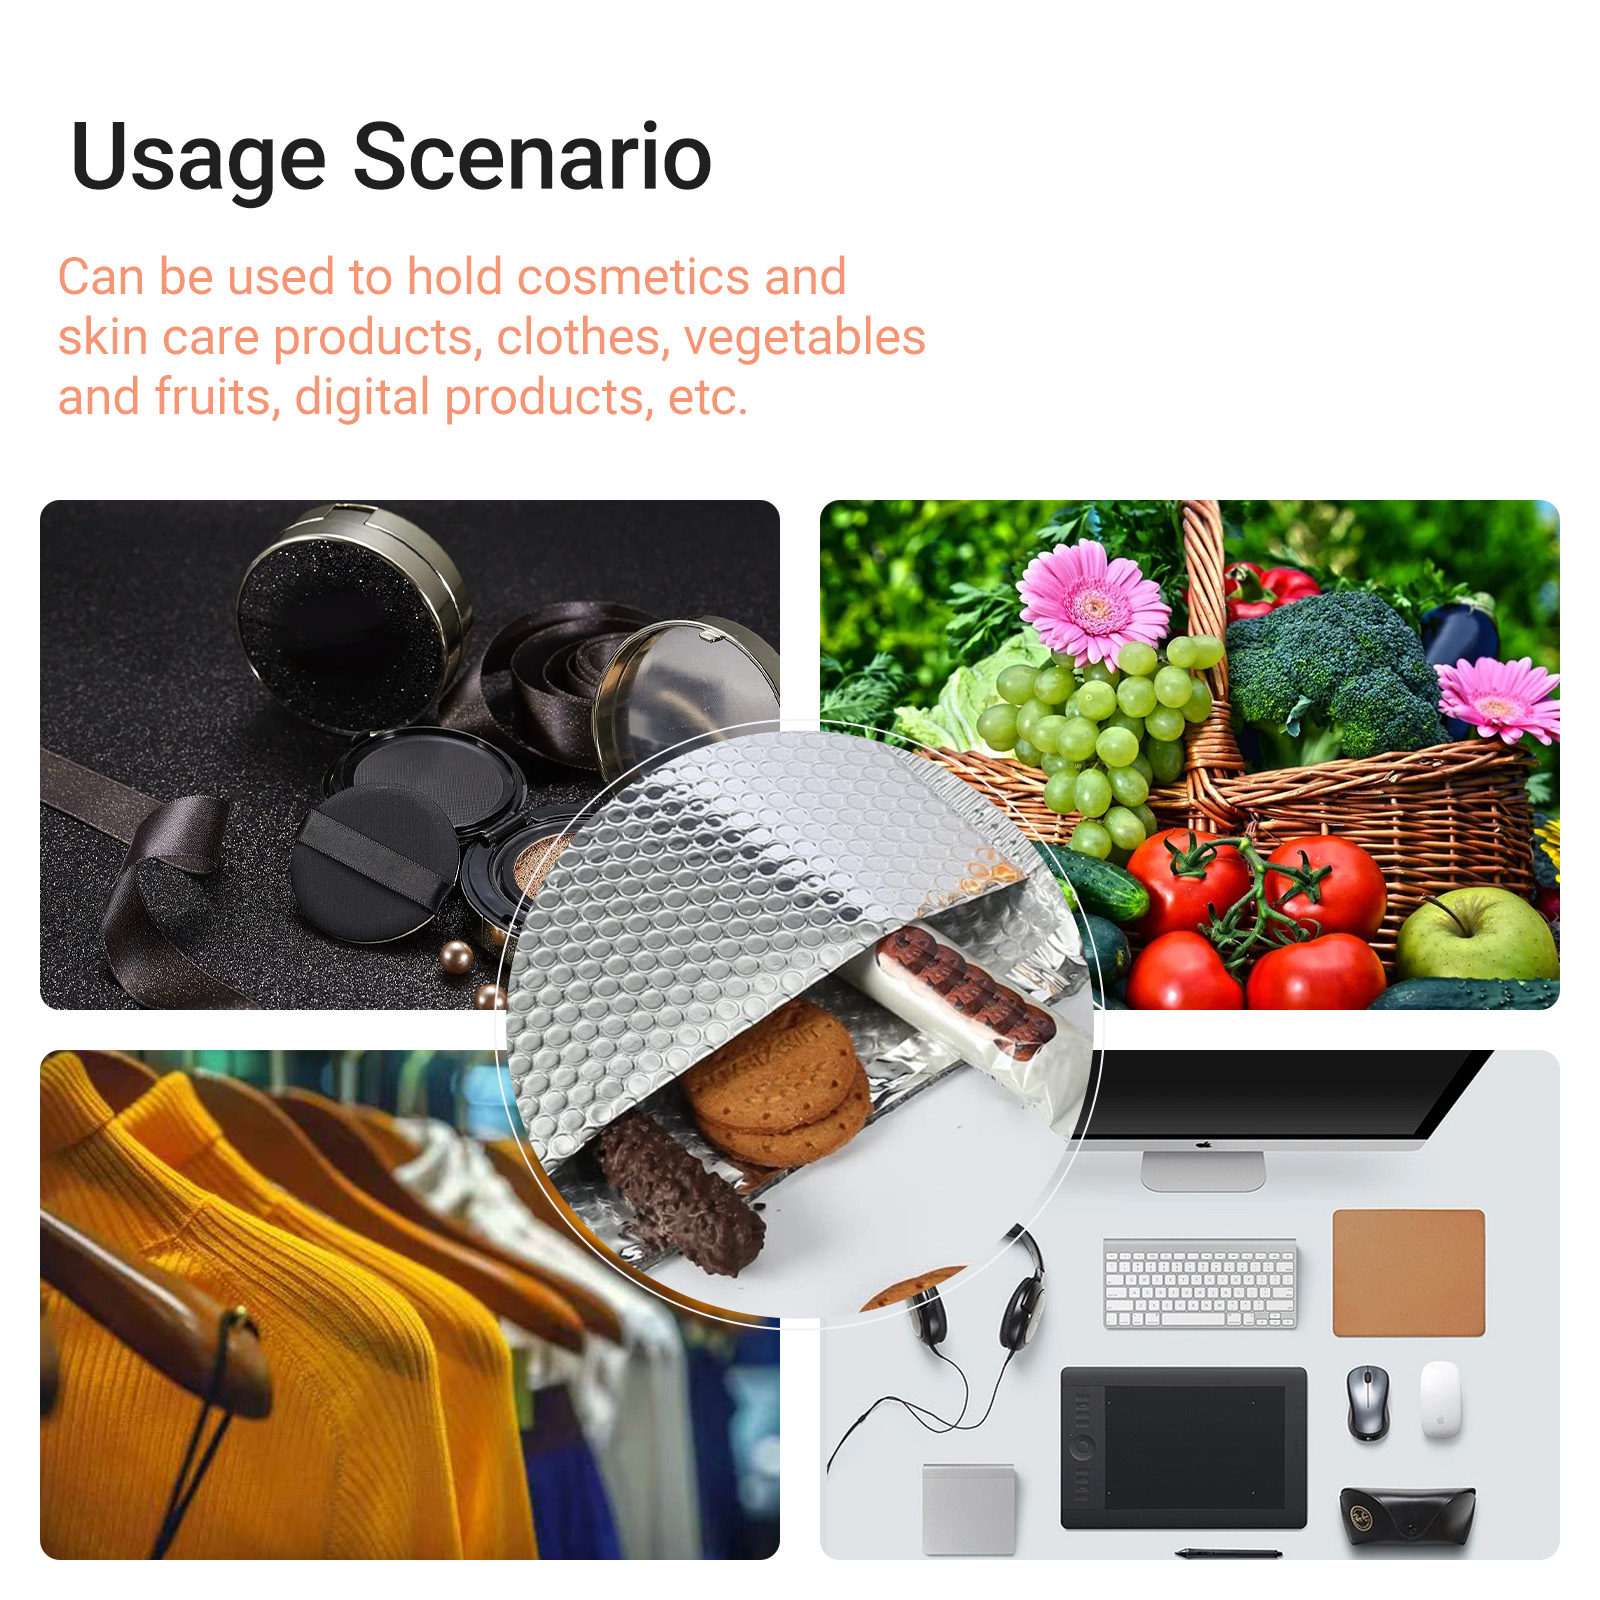 Usage Scenario
Can be used to hold cosmetics and
skin care products, clothes, vegetables
and fruits, digital products, etc.